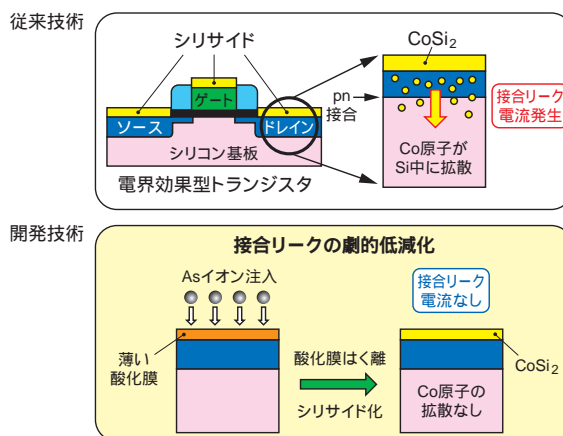 従来技術
シリサイド
ゲート
ソース
ドレイン
シリコン基板
電界効果型トランジスタ
CoSi2
pn
接合
接合リーク
電流発生
Co原子が
Si中に拡散
開発技術
接合リークの劇的低減化
Asイオン注入
薄い
酸化膜
酸化膜はく離
シリサイド化
接合リーク
電流なし
CoSi2
Co原子の
拡散なし